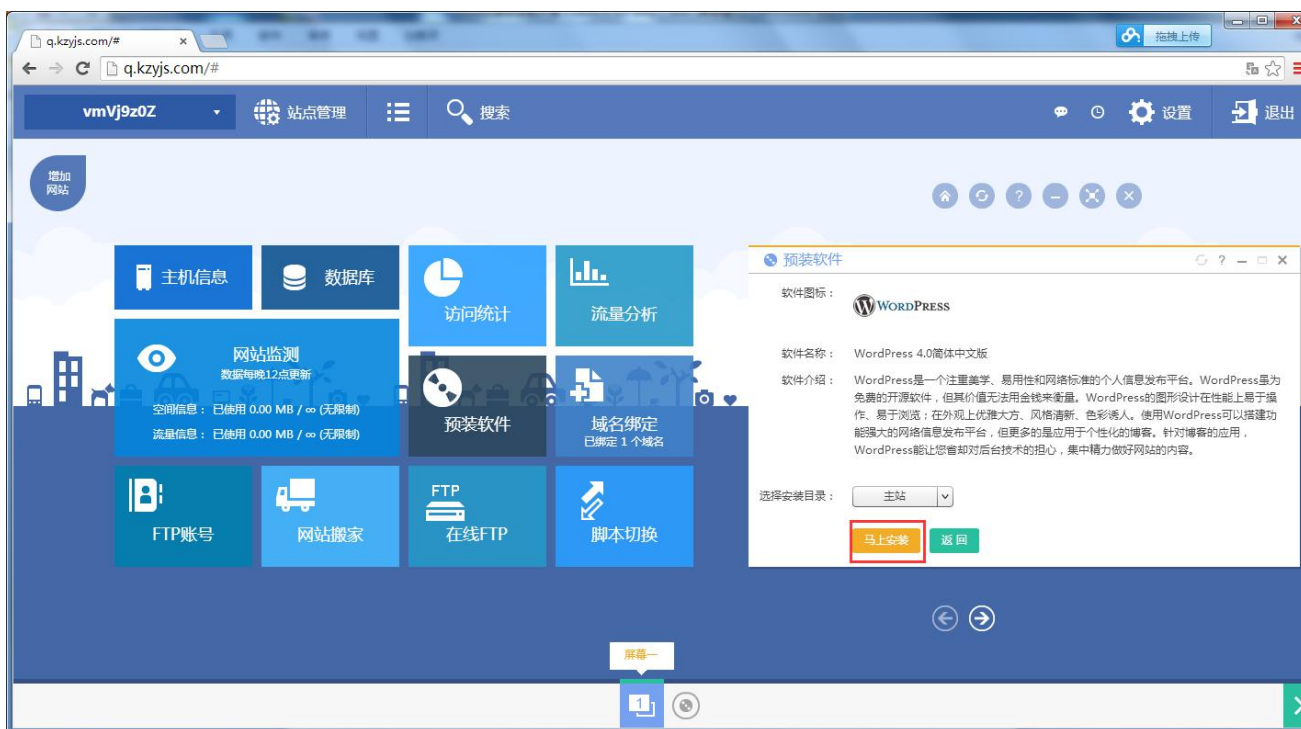 q.kzyjs.com/#
拖拽上传
q.kzyjs.com/#
vmVj9z0Z
站点管理
搜索
设置
退出
增加
网站
主机信息
数据库
访问统计
流量分析
网站监测
数据每晚12点更新
空间信息： 已使用 0.00 MB / ∞ (无限制)
流量信息： 已使用 0.00 MB / ∞ (无限制)
预装软件
域名绑定
已绑定 1 个域名
FTP账号
网站搬家
FTP
在线FTP
脚本切换
预装软件
软件图标：
WORDPRESS
软件名称： WordPress 4.0简体中文版
软件介绍： WordPress是一个注重美学、易用性和网络标准的个人信息发布平台。WordPress虽为
免费的开源软件，但其价值无法用金钱来衡量。WordPress的图形设计在性能上易于操
作、易于浏览；在外观上优雅大方、风格清新、色彩诱人。使用WordPress可以搭建功
能强大的网络信息发布平台，但更多的是应用于个性化的博客。针对博客的应用，
WordPress能让您省却对后台技术的担心，集中精力做好网站的内容。
选择安装目录： 主站
马上安装 返 回
屏幕一
1